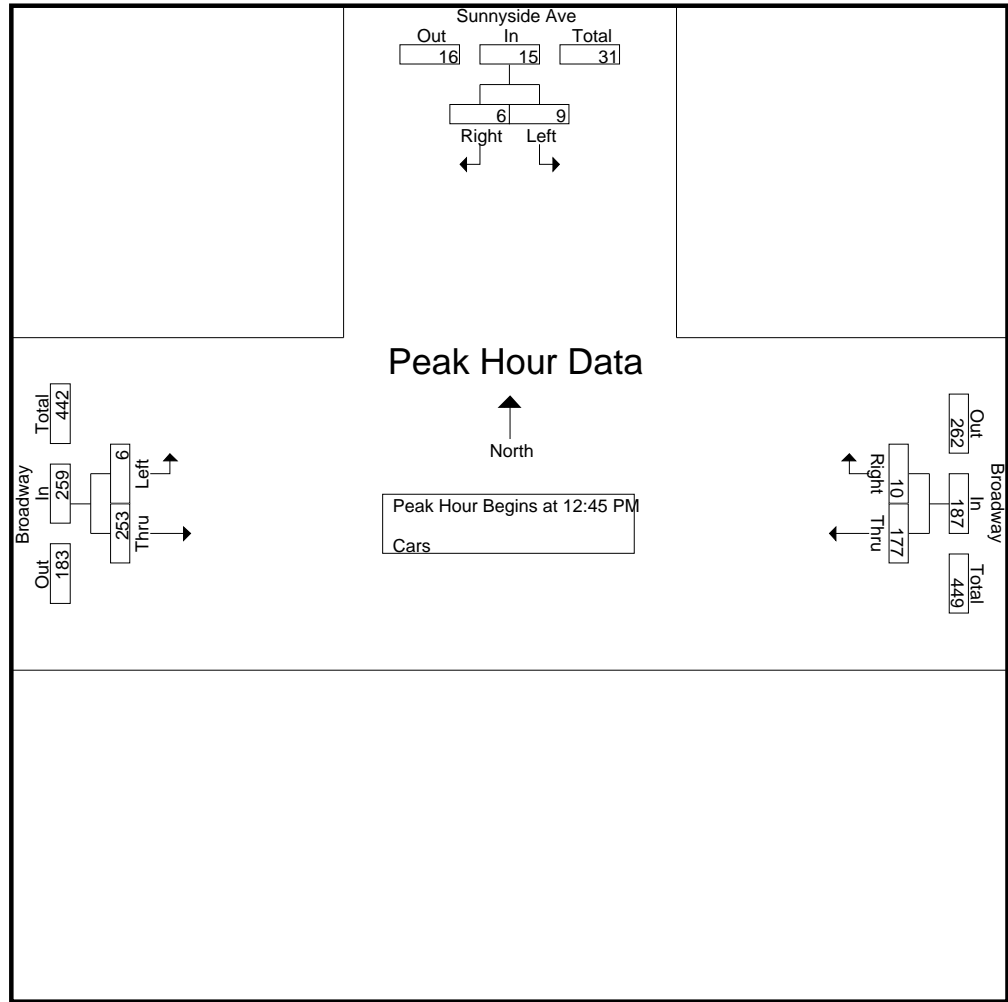 Sunnyside Ave
Out In Total
16 15 31
6 9
Right Left
Peak Hour Data
North
Peak Hour Begins at 12:45 PM
Cars
Broadway
Out In Total
183 259 442
Thru Left
253 6
Broadway
Out In Total
262 187 449
Right Thru
10 177